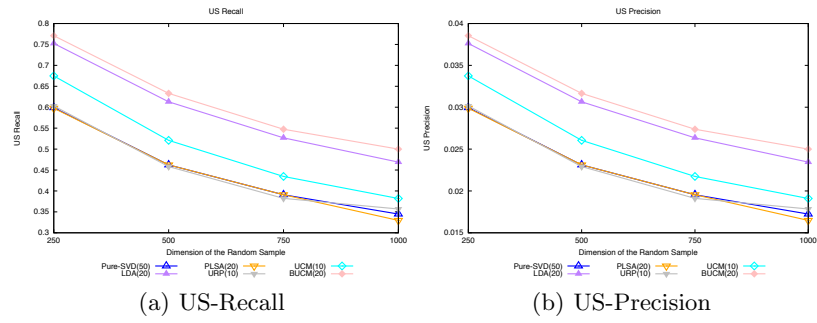 US Recall
0.8
0.75
0.7
0.65
0.6
0.55
0.5
0.45
0.4
0.35
0.3
US Recall
250 500 750 1000
Dimension of the Random Sample
Pure-SVD(50) PLSA(20) UCM(10)
LDA(20) URP(10) BUCM(20)
(a) US-Recall
US Precision
0.04
0.035
0.03
0.025
0.02
0.015
US Precision
250 500 750 1000
Dimension of the Random Sample
Pure-SVD(50) PLSA(20) UCM(10)
LDA(20) URP(10) BUCM(20)
(b) US-Precision